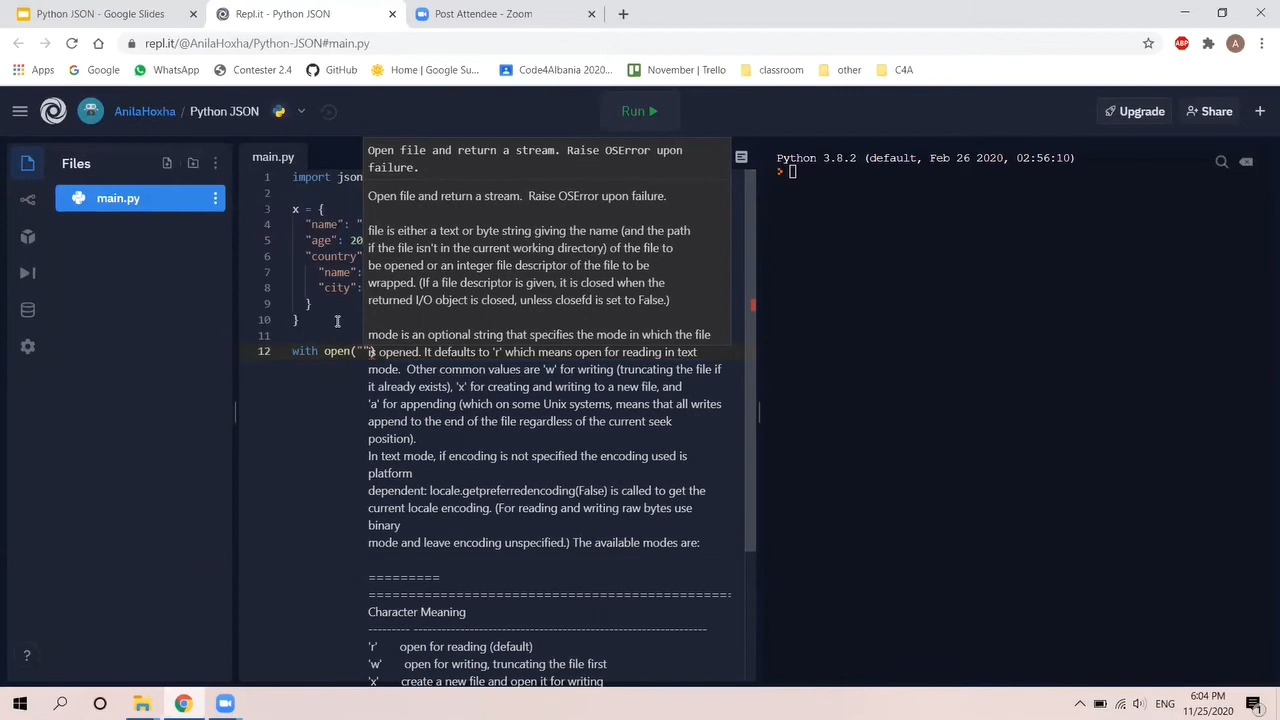 Python JSON - Google Slides
Repl.it - Python JSON
Post Attendee - Zoom
repl.it/@AnilaHoxha/Python-JSON#main.py
ABP
A
Apps
Google
WhatsApp
Contester 2.4
GitHub
Home | Google Su...
Code4Albania 2020...
November | Trello
classroom
other
C4A
AnilaHoxha / Python JSON
Run
Upgrade
Share
Files
main.py
main.py
1 import json
2
3 x = {
4 "name": "
5 "age": 20
6 "country"
7 "name":
8 "city":
9 }
10 }
11
12 with open("")
Open file and return a stream. Raise OSError upon
failure.
Open file and return a stream. Raise OSError upon failure.
file is either a text or byte string giving the name (and the path
if the file isn't in the current working directory) of the file to
be opened or an integer file descriptor of the file to be
wrapped. (If a file descriptor is given, it is closed when the
returned I/O object is closed, unless closefd is set to False.)
mode is an optional string that specifies the mode in which the file
is opened. It defaults to 'r' which means open for reading in text
mode. Other common values are 'w' for writing (truncating the file if
it already exists), 'x' for creating and writing to a new file, and
'a' for appending (which on some Unix systems, means that all writes
append to the end of the file regardless of the current seek
position).
In text mode, if encoding is not specified the encoding used is
platform
dependent: locale.getpreferredencoding(False) is called to get the
current locale encoding. (For reading and writing raw bytes use
binary
mode and leave encoding unspecified.) The available modes are:
=========
===============================================
Character Meaning
--------- ---------------------------------------------------------------
'r' open for reading (default)
'w' open for writing, truncating the file first
'x' create a new file and open it for writing
Python 3.8.2 (default, Feb 26 2020, 02:56:10)
>
?
ENG
6:04 PM
11/25/2020
1